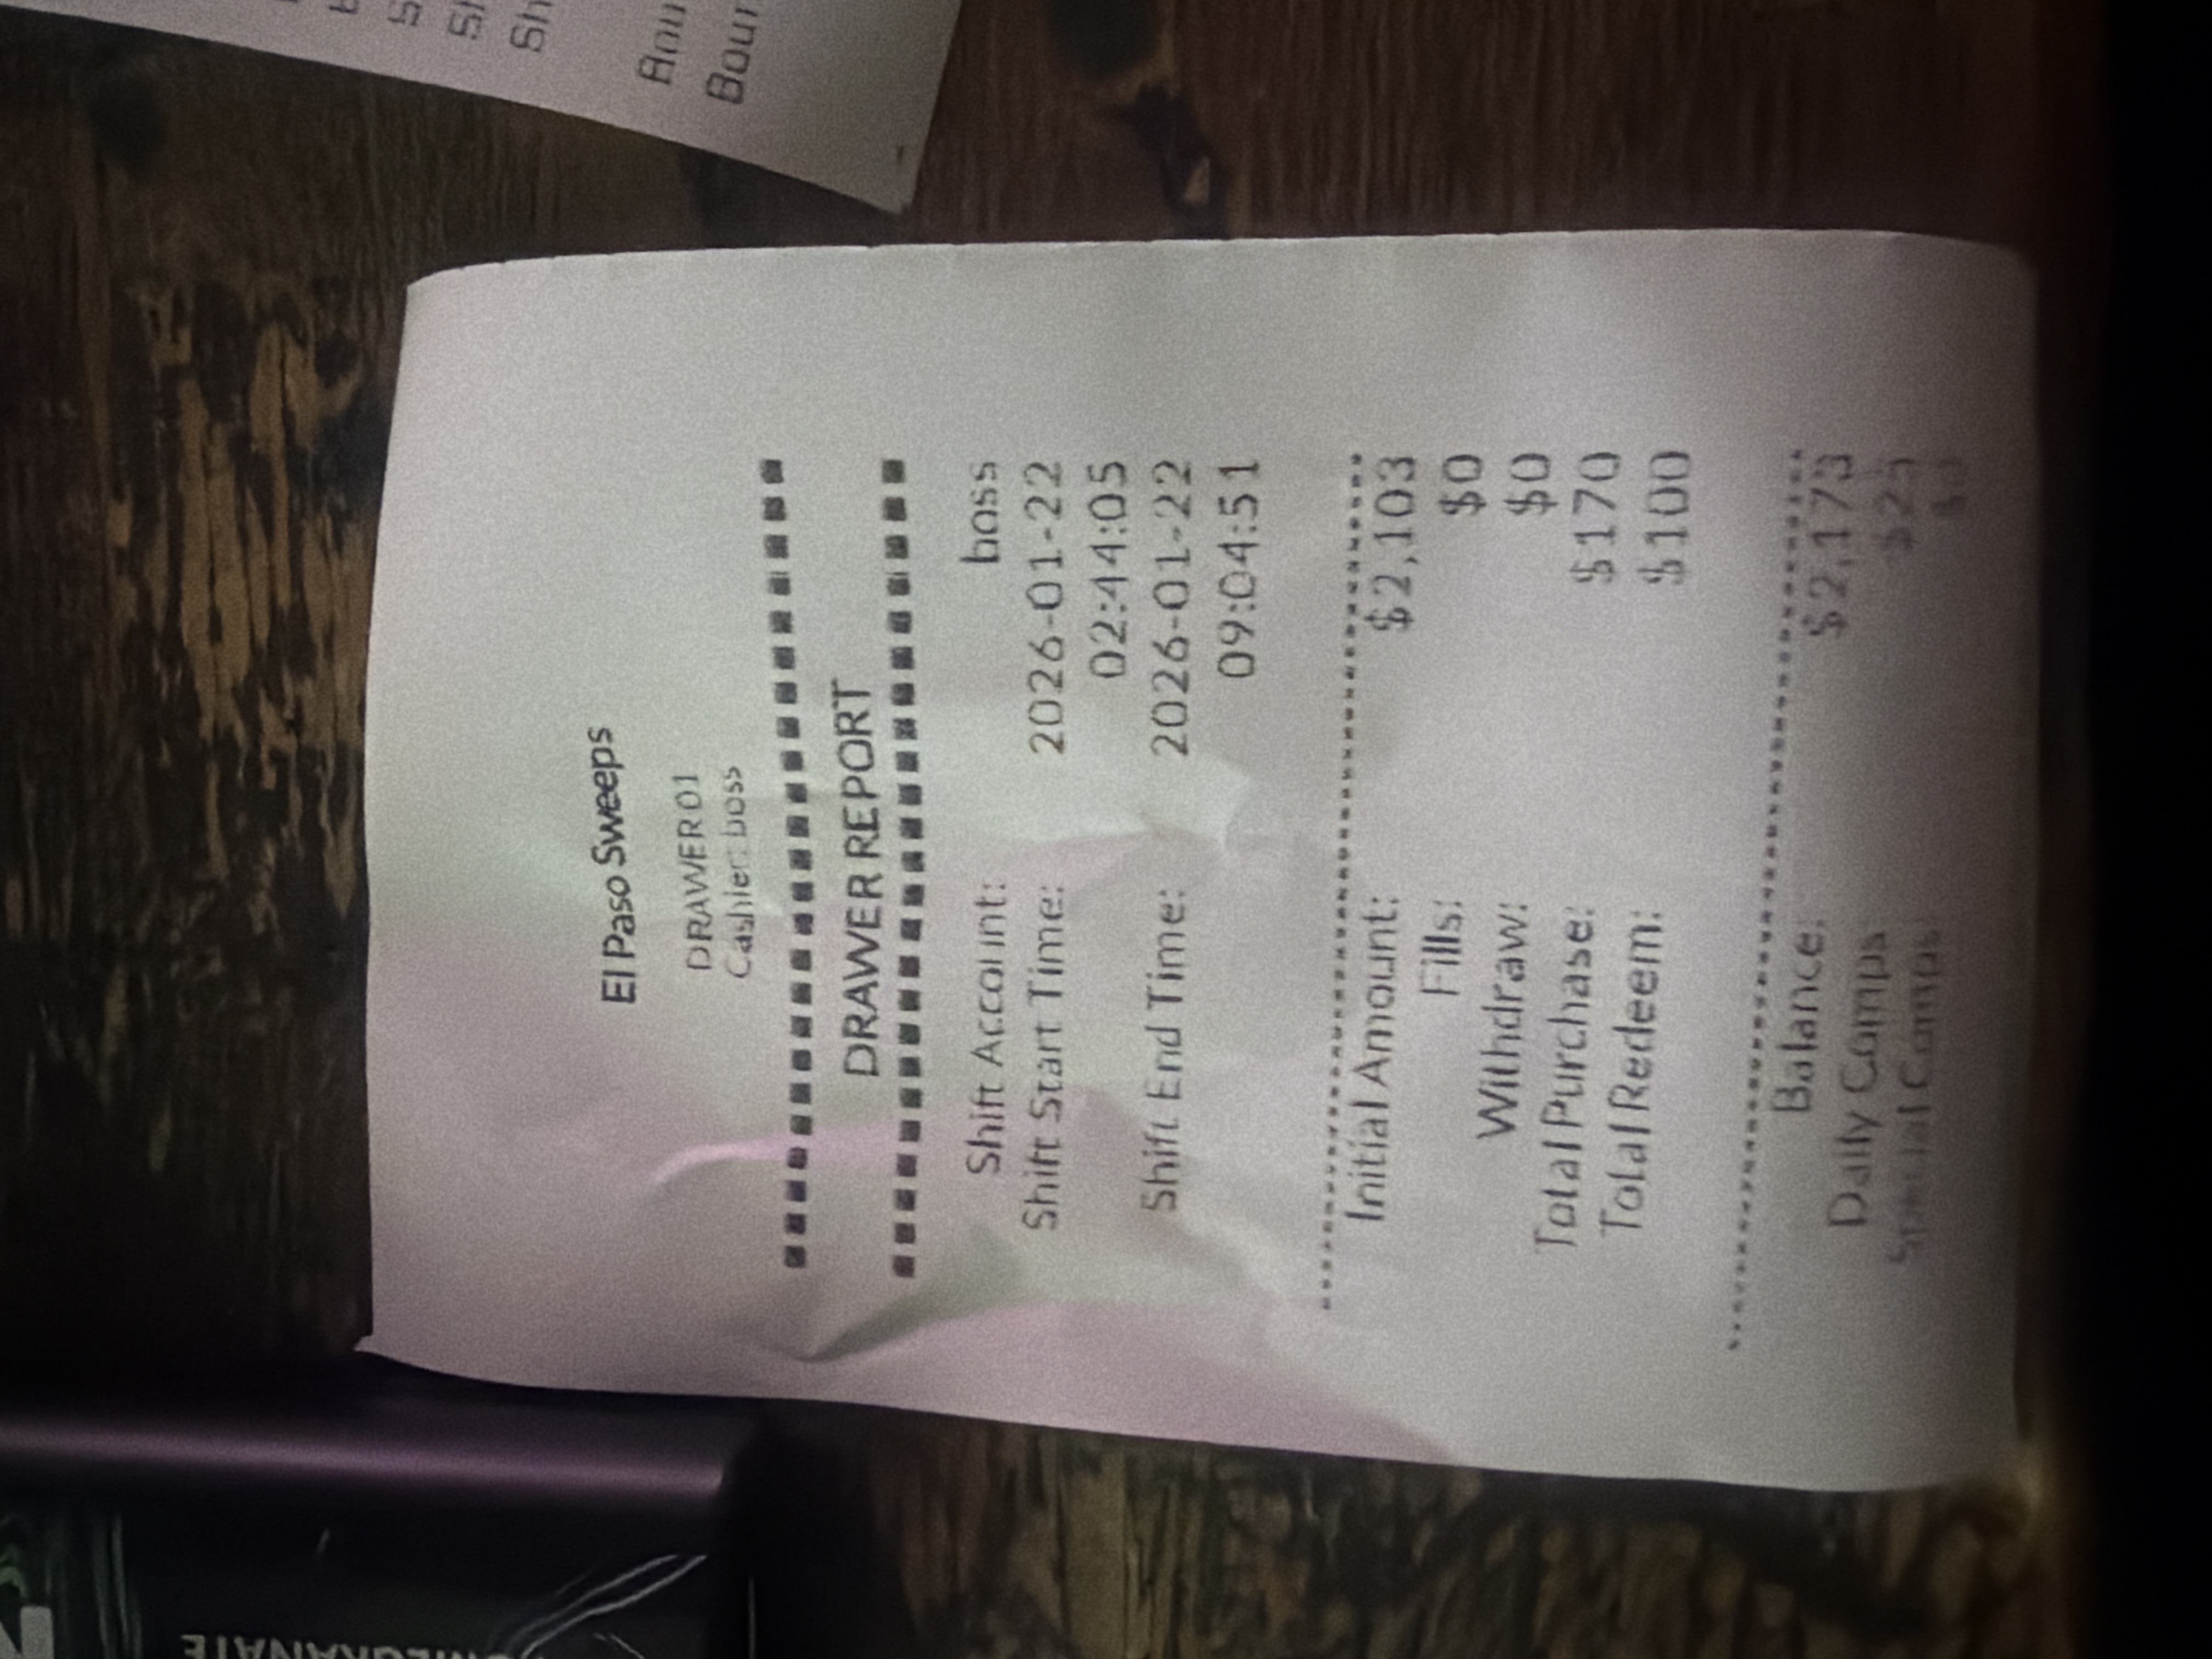 El Paso Sweeps
DRAWER01
Cashier: boss
DRAWER REPORT
Shift Account: boss
Shift Start Time: 2026-01-22
02:44:05
Shift End Time: 2026-01-22
09:04:51
Initial Amount: $2,103
Fills: $0
Withdraw: $0
Total Purchase: $170
Total Redeem: $100
Balance: $2,173
Daily Comps
Special Comps: